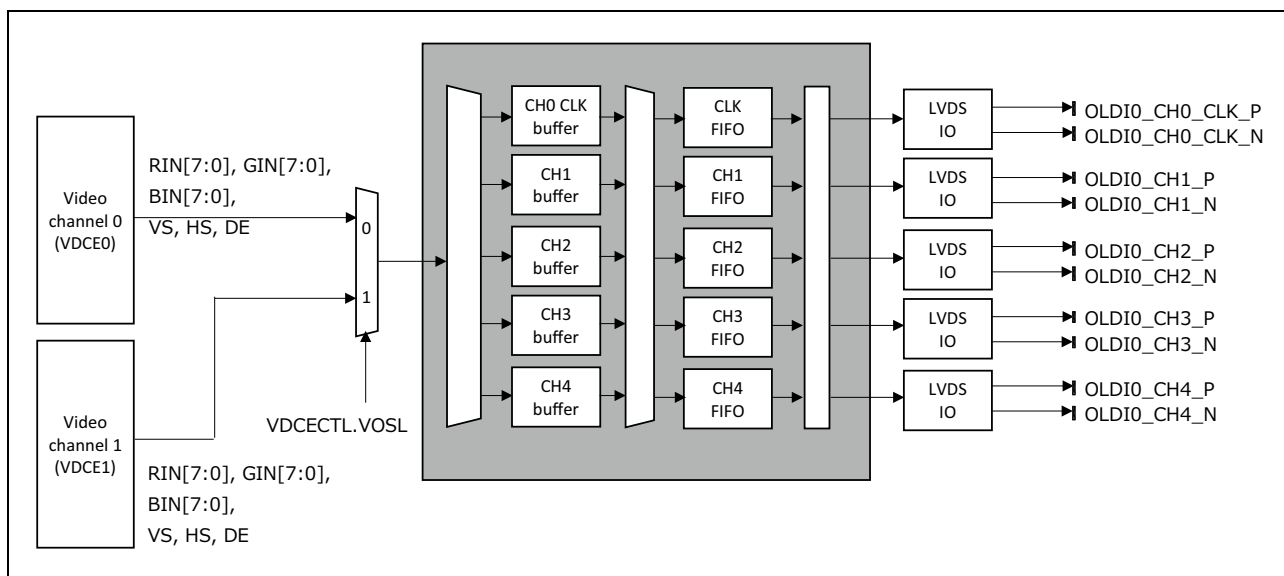 Video
channel 0
(VDCE0)
RIN[7:0], GIN[7:0],
BIN[7:0],
VS, HS, DE
Video
channel 1
(VDCE1)
RIN[7:0], GIN[7:0],
BIN[7:0],
VS, HS, DE
0
1
VDCECTL.VOSL
CH0 CLK
buffer
CH1
buffer
CH2
buffer
CH3
buffer
CH4
buffer
CLK
FIFO
CH1
FIFO
CH2
FIFO
CH3
FIFO
CH4
FIFO
LVDS
IO
LVDS
IO
LVDS
IO
LVDS
IO
LVDS
IO
OLDI0_CH0_CLK_P
OLDI0_CH0_CLK_N
OLDI0_CH1_P
OLDI0_CH1_N
OLDI0_CH2_P
OLDI0_CH2_N
OLDI0_CH3_P
OLDI0_CH3_N
OLDI0_CH4_P
OLDI0_CH4_N